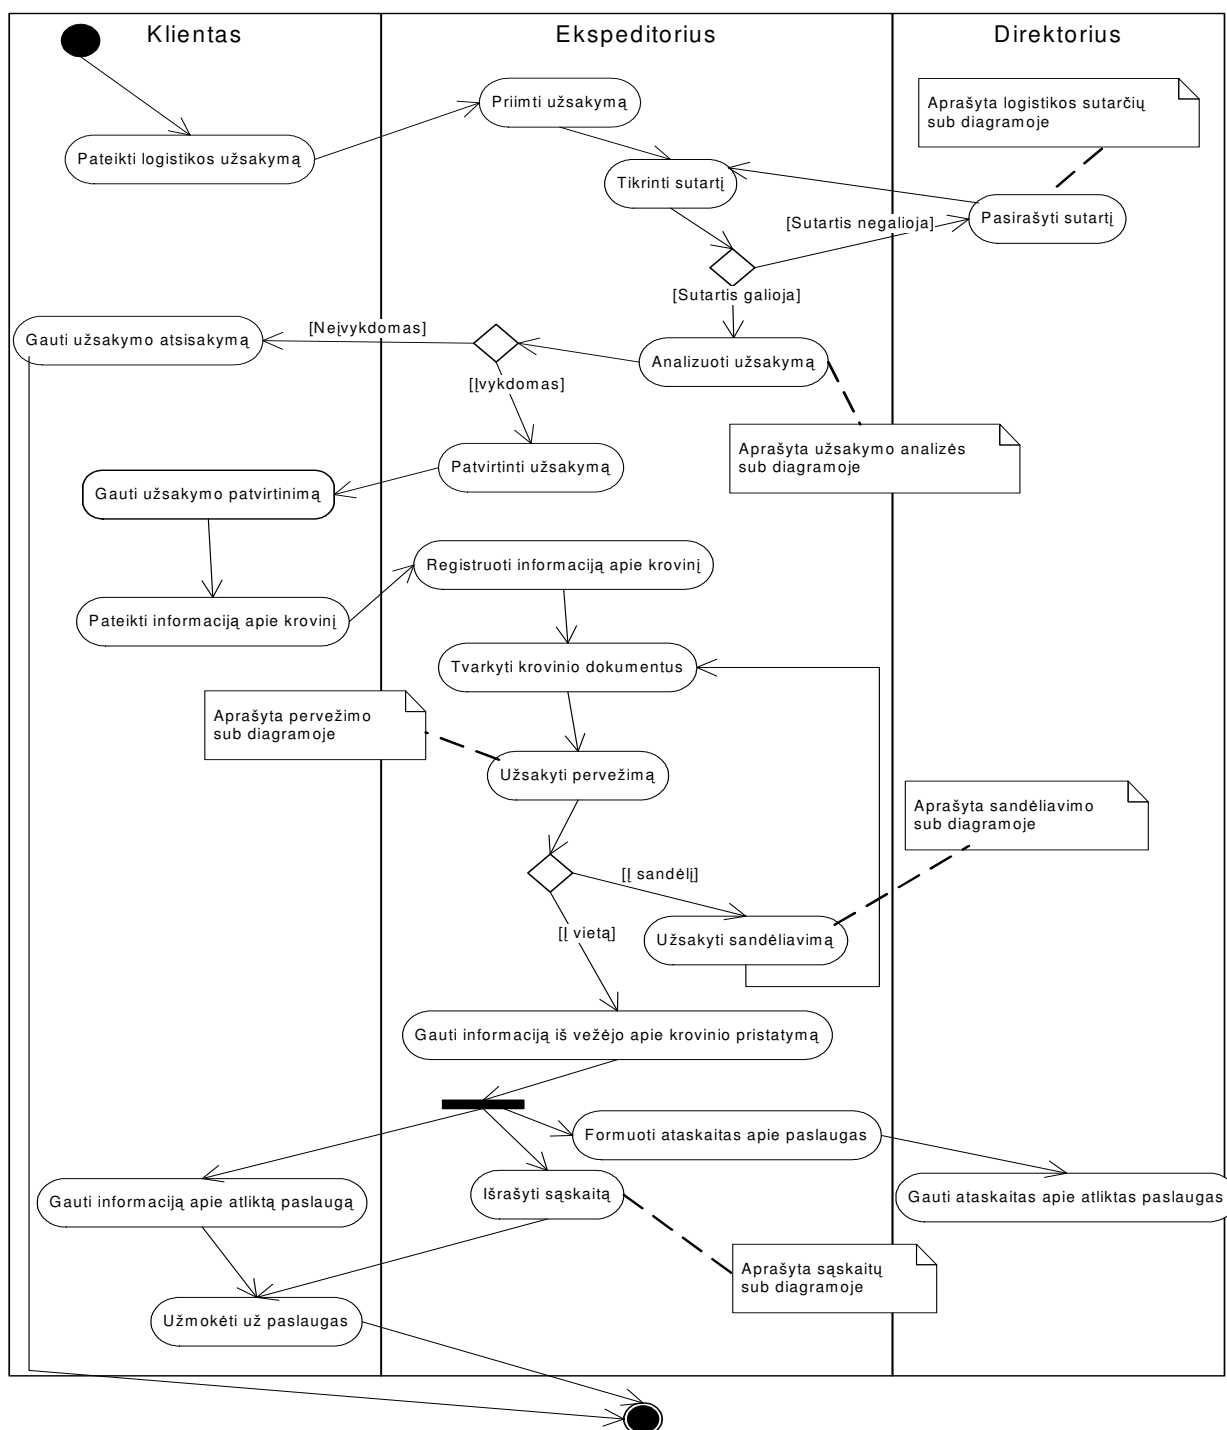 Klientas
Ekspeditorius
Direktorius
Priimti užsakymą
Aprašyta logistikos sutarčių
sub diagramoje
Pateikti logistikos užsakymą
Tikrinti sutartį
[Sutartis negalioja]
Pasirašyti sutartį
[Sutartis galioja]
[Neįvykdomas]
Gauti užsakymo atsisakymą
Analizuoti užsakymą
[Įvykdomas]
Aprašyta užsakymo analizės
sub diagramoje
Patvirtinti užsakymą
Gauti užsakymo patvirtinimą
Registruoti informaciją apie krovinį
Pateikti informaciją apie krovinį
Tvarkyti krovinio dokumentus
Aprašyta pervežimo
sub diagramoje
Užsakyti pervežimą
Aprašyta sandėliavimo
sub diagramoje
[Į sandėlį]
[Į vietą]
Užsakyti sandėliavimą
Gauti informaciją iš vežėjo apie krovinio pristatymą
Formuoti ataskaitas apie paslaugas
Gauti informaciją apie atliktą paslaugą
Išrašyti sąskaitą
Gauti ataskaitas apie atliktas paslaugas
Aprašyta sąskaitų
sub diagramoje
Užmokėti už paslaugas